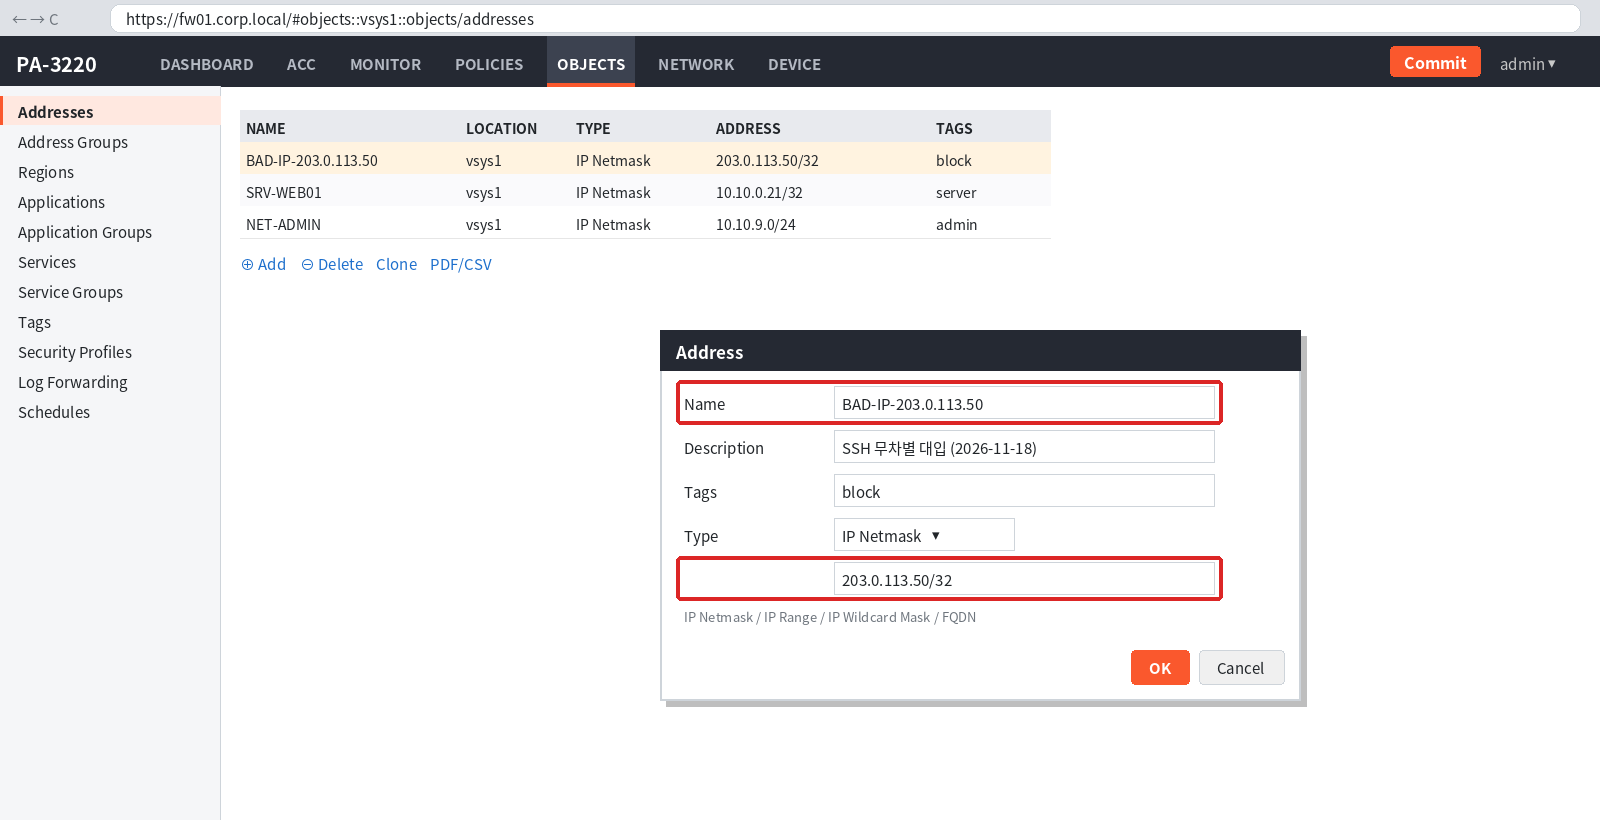 ← → C https://fw01.corp.local/#objects::vsys1::objects/addresses
PA-3220 DASHBOARD ACC MONITOR POLICIES OBJECTS NETWORK DEVICE Commit admin ▾
Addresses
Address Groups
Regions
Applications
Application Groups
Services
Service Groups
Tags
Security Profiles
Log Forwarding
Schedules
NAME LOCATION TYPE ADDRESS TAGS
BAD-IP-203.0.113.50 vsys1 IP Netmask 203.0.113.50/32 block
SRV-WEB01 vsys1 IP Netmask 10.10.0.21/32 server
NET-ADMIN vsys1 IP Netmask 10.10.9.0/24 admin
⊕ Add ⊖ Delete Clone PDF/CSV
Address
Name BAD-IP-203.0.113.50
Description SSH 무차별 대입 (2026-11-18)
Tags block
Type IP Netmask ▾
203.0.113.50/32
IP Netmask / IP Range / IP Wildcard Mask / FQDN
OK Cancel